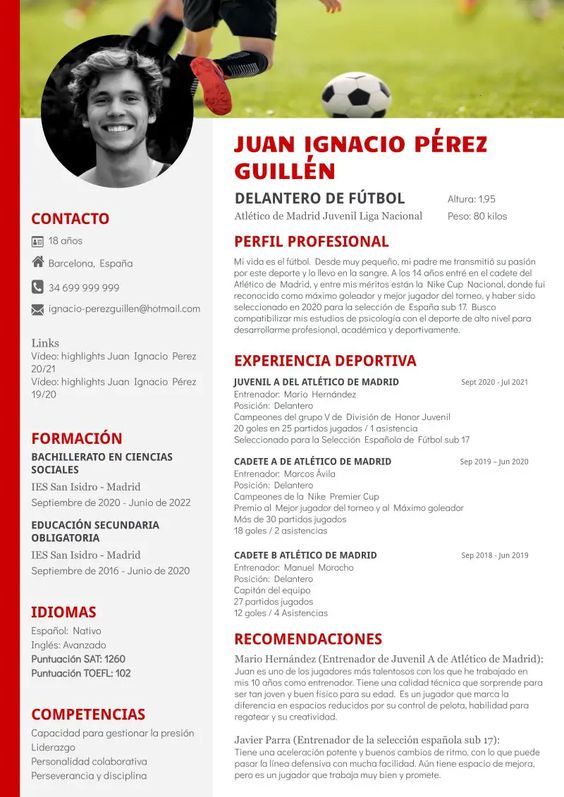 JUAN IGNACIO PÉREZ
GUILLÉN
DELANTERO DE FÚTBOL
Altura: 1,95
Atlético de Madrid Juvenil Liga Nacional
Peso: 80 kilos
CONTACTO
18 años
Barcelona, España
34 699 999 999
ignacio-perezguillen@hotmail.com
Links
Vídeo: highlights Juan Ignacio Perez
20/21
Vídeo: highlights Juan Ignacio Pérez
19/20
FORMACIÓN
BACHILLERATO EN CIENCIAS
SOCIALES
IES San Isidro - Madrid
Septiembre de 2020 - Junio de 2022
EDUCACIÓN SECUNDARIA
OBLIGATORIA
IES San Isidro - Madrid
Septiembre de 2016 - Junio de 2020
IDIOMAS
Español: Nativo
Inglés: Avanzado
Puntuación SAT: 1260
Puntuación TOEFL: 102
COMPETENCIAS
Capacidad para gestionar la presión
Liderazgo
Personalidad colaborativa
Perseverancia y disciplina
PERFIL PROFESIONAL
Mi vida es el fútbol. Desde muy pequeño, mi padre me transmitió su pasión
por este deporte y lo llevo en la sangre. A los 14 años entré en el cadete del
Atlético de Madrid, y entre mis méritos están la Nike Cup Nacional, donde fui
reconocido como máximo goleador y mejor jugador del torneo, y haber sido
seleccionado en 2020 para la selección de España sub 17. Busco
compatibilizar mis estudios de psicología con el deporte de alto nivel para
desarrollarme profesional, académica y deportivamente.
EXPERIENCIA DEPORTIVA
JUVENIL A DEL ATLÉTICO DE MADRID
Sept 2020 - Jul 2021
Entrenador: Mario Hernández
Posición: Delantero
Campeones del grupo V de División de Honor Juvenil
20 goles en 25 partidos jugados / 1 asistencia
Seleccionado para la Selección Española de Fútbol sub 17
CADETE A DE ATLÉTICO DE MADRID
Sep 2019 – Jun 2020
Entrenador: Marcos Ávila
Posición: Delantero
Campeones de la Nike Premier Cup
Premio al Mejor jugador del torneo y al Máximo goleador
Más de 30 partidos jugados
18 goles / 2 asistencias
CADETE B ATLÉTICO DE MADRID
Sep 2018 - Jun 2019
Entrenador: Manuel Morocho
Posición: Delantero
Capitán del equipo
27 partidos jugados
12 goles / 4 Asistencias
RECOMENDACIONES
Mario Hernández (Entrenador de Juvenil A de Atlético de Madrid):
Juan es uno de los jugadores más talentosos con los que he trabajado en
mis 10 años como entrenador. Tiene una calidad técnica que sorprende para
ser tan joven y buen físico para su edad. Es un jugador que marca la
diferencia en espacios reducidos por su control de pelota, habilidad para
regatear y su creatividad.
Javier Parra (Entrenador de la selección española sub 17):
Tiene una aceleración potente y buenos cambios de ritmo, con lo que puede
pasar la línea defensiva con mucha facilidad. Aún tiene espacio de mejora,
pero es un jugador que trabaja muy bien y promete.